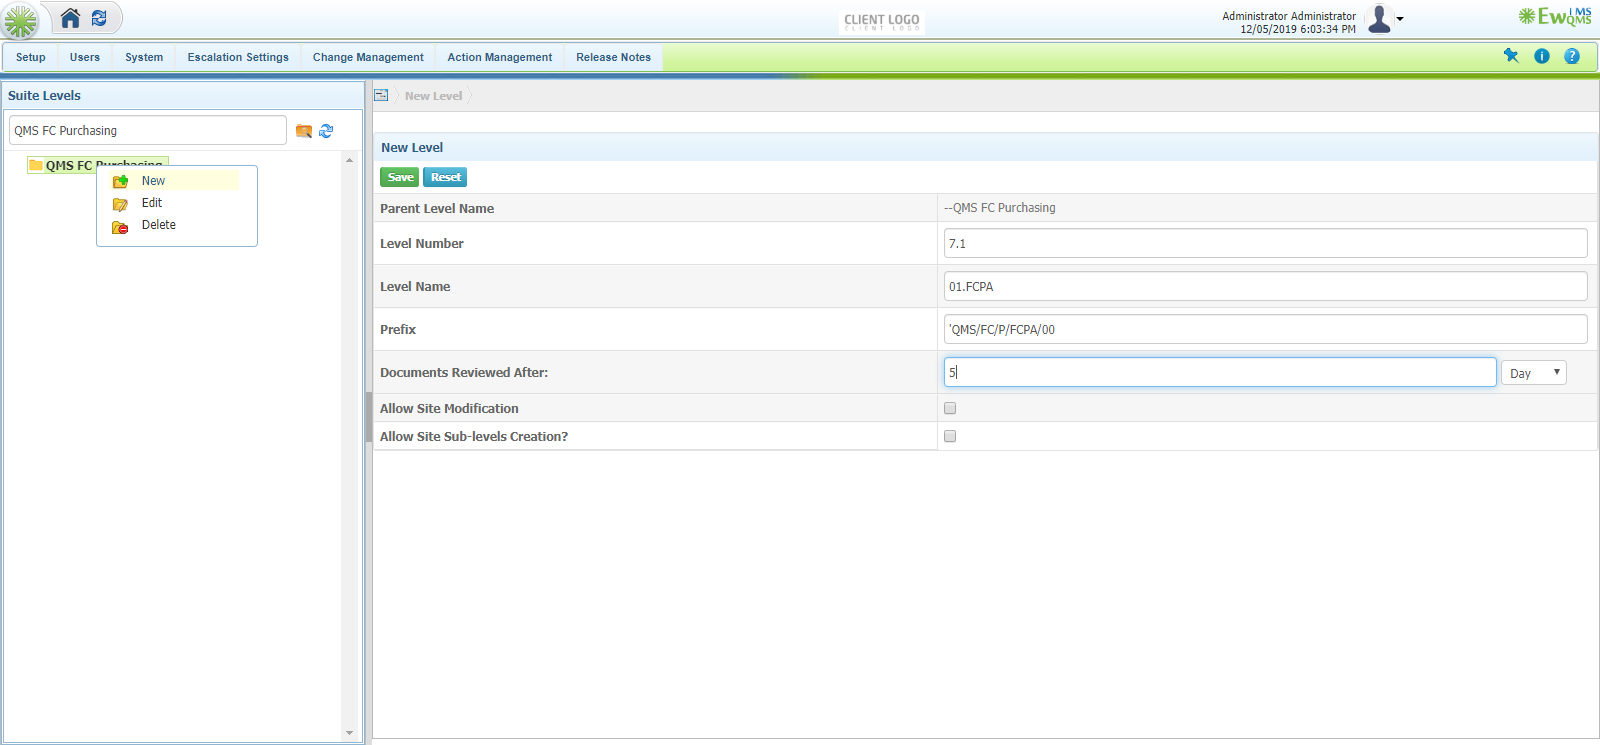 CLIENT LOGO
CLIENT LOGO
Administrator Administrator
12/05/2019 6:03:34 PM
EwQMS
IMS
Setup
Users
System
Escalation Settings
Change Management
Action Management
Release Notes
Suite Levels
QMS FC Purchasing
QMS FC Purchasing
New
Edit
Delete
New Level
New Level
Save
Reset
Parent Level Name
--QMS FC Purchasing
Level Number
7.1
Level Name
01.FCPA
Prefix
'QMS/FC/P/FCPA/00
Documents Reviewed After:
5
Day
Allow Site Modification
Allow Site Sub-levels Creation?